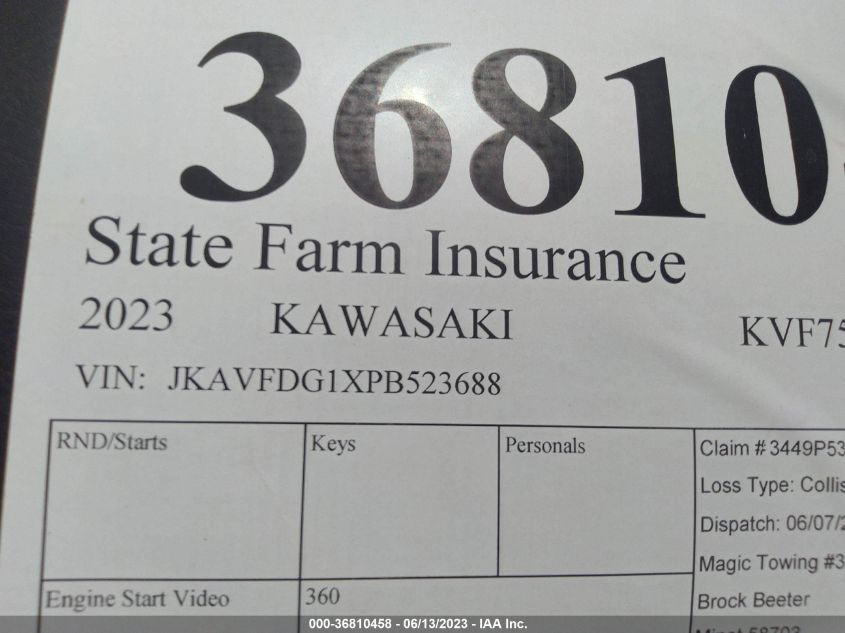 36810
State Farm Insurance
2023 KAWASAKI KVF75
VIN: JKAVFDG1XPB523688
RND/Starts Keys Personals Claim # 3449P53
Loss Type: Collis
Dispatch: 06/07/2
Magic Towing #3
Engine Start Video 360 Brock Beeter
Minot 58703
000-36810458 - 06/13/2023 - IAA Inc.